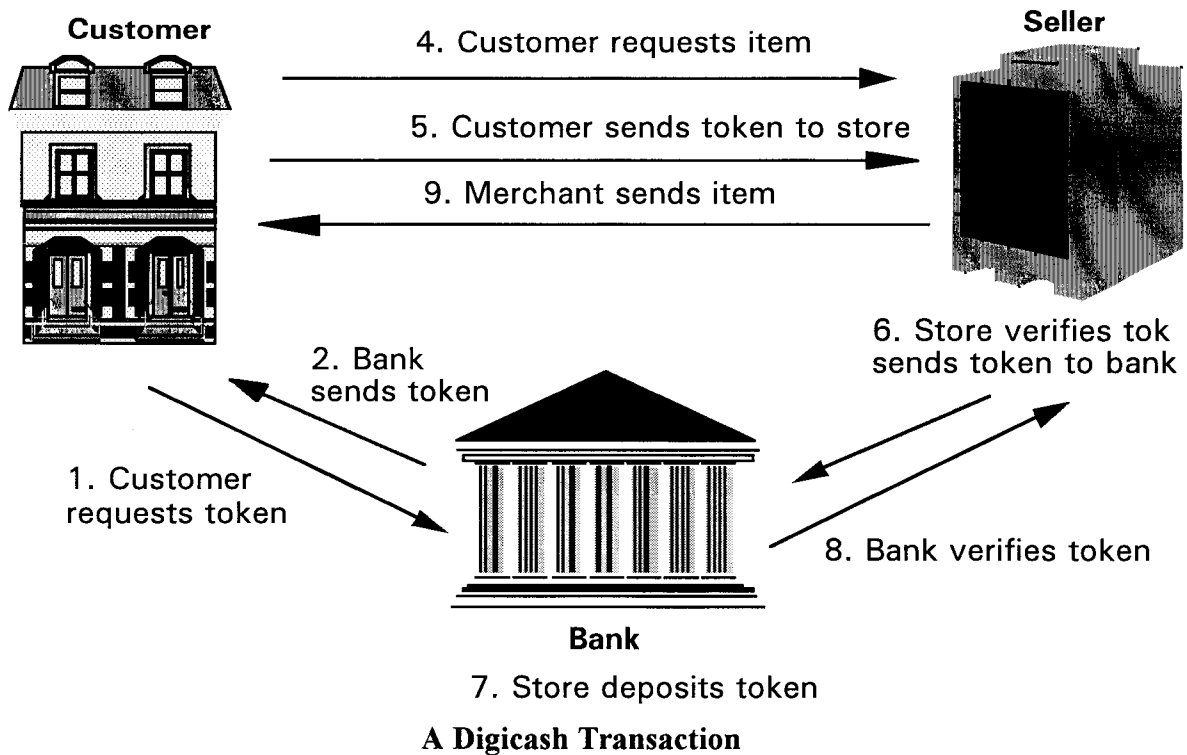 Customer
Seller
4. Customer requests item
5. Customer sends token to store
9. Merchant sends item
6. Store verifies tok
sends token to bank
2. Bank
sends token
1. Customer
requests token
8. Bank verifies token
Bank
7. Store deposits token
A Digicash Transaction